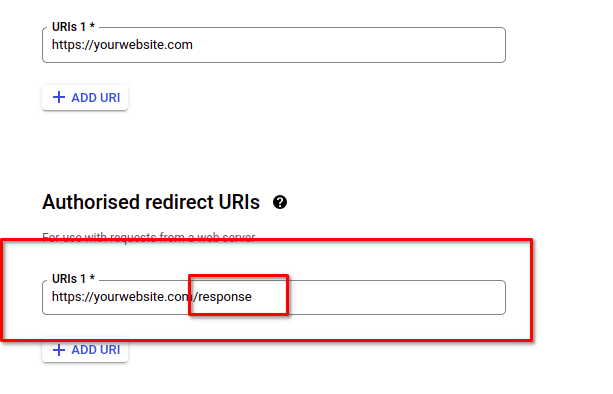 URIs 1 *
https://yourwebsite.com
ADD URI
Authorised redirect URIs
For use with requests from a web server
URIs 1 *
https://yourwebsite.com/response
ADD URI